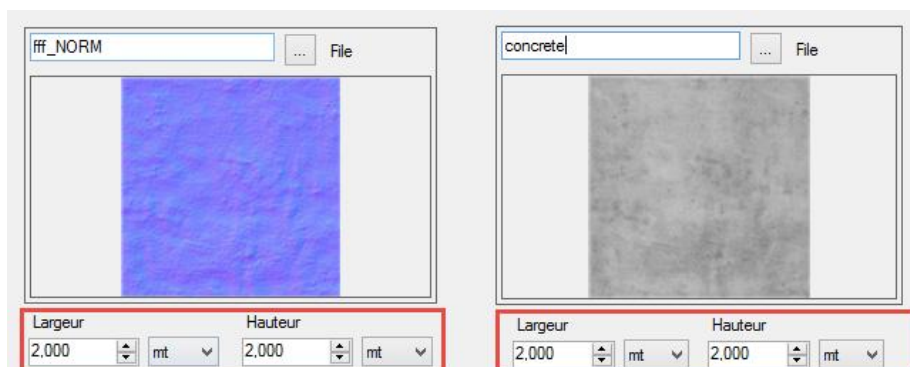 fff_NORM ... File
Largeur Hauteur
2,000 mt 2,000 mt
concrete ... File
Largeur Hauteur
2,000 mt 2,000 mt